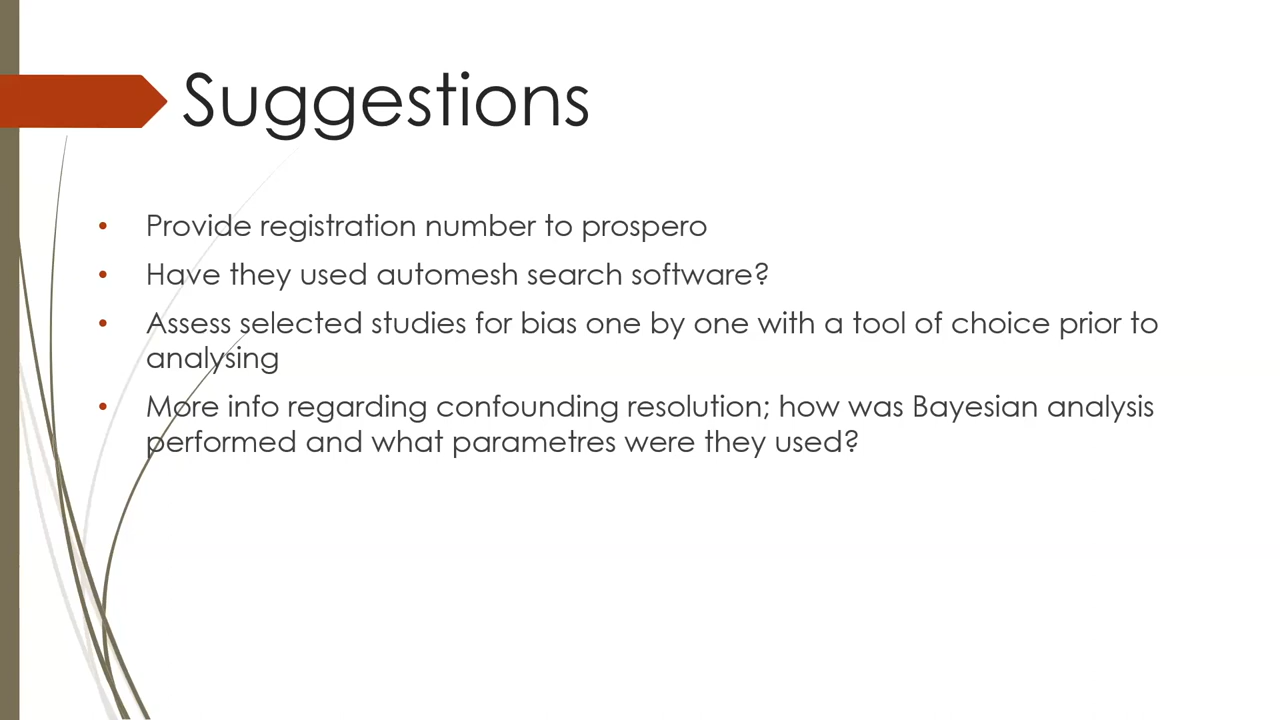 Suggestions
• Provide registration number to prospero
• Have they used automesh search software?
• Assess selected studies for bias one by one with a tool of choice prior to
analysing
• More info regarding confounding resolution; how was Bayesian analysis
performed and what parametres were they used?